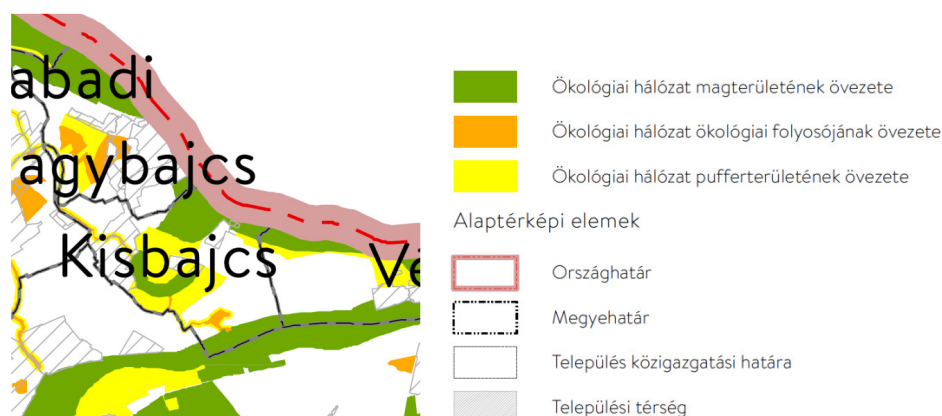 abadi
agybajcs
Kisbajcs
Ve
Ökológiai hálózat magterületének övezete
Ökológiai hálózat ökológiai folyosójának övezete
Ökológiai hálózat pufferterületének övezete
Alaptérképi elemek
Országhatár
Megyehatár
Település közigazgatási határa
Települési térség